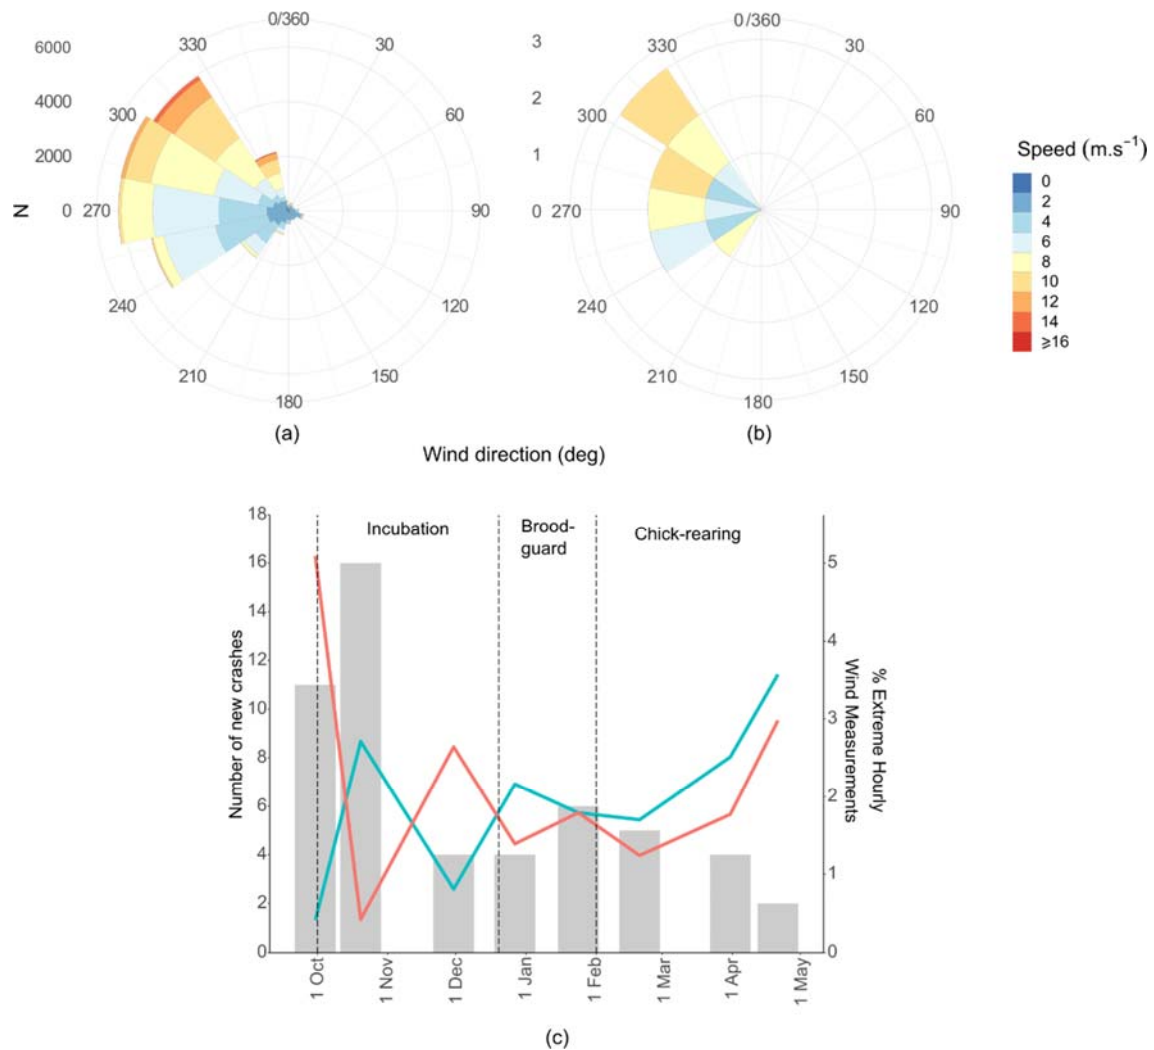 0/360
30
60
90
120
150
180
210
240
270
300
330
6000
4000
2000
0
N
(a)
0/360
30
60
90
120
150
180
210
240
270
300
330
3
2
1
0
(b)
Wind direction (deg)
Speed (m.s⁻¹)
0
2
4
6
8
10
12
14
⩾16
Incubation
Brood-
guard
Chick-rearing
Number of new crashes
18
16
14
12
10
8
6
4
2
0
% Extreme Hourly
Wind Measurements
5
4
3
2
1
0
1 Oct
1 Nov
1 Dec
1 Jan
1 Feb
1 Mar
1 Apr
1 May
(c)